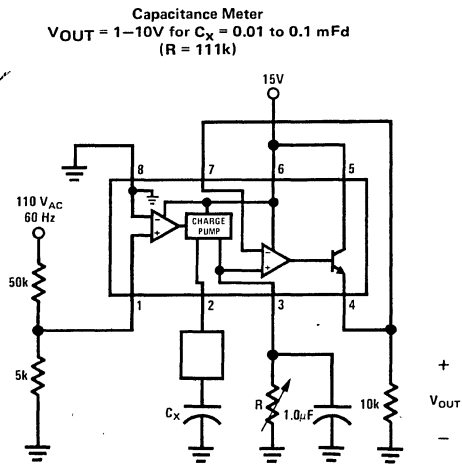 Capacitance Meter
VOUT = 1–10V for Cx = 0.01 to 0.1 mFd
(R = 111k)
15V
8 7 6 5
110 VAC
60 Hz
–
+
CHARGE
PUMP
–
+
50k
1 2 3 4
5k
Cx
R
1.0µF
10k
+
VOUT
–